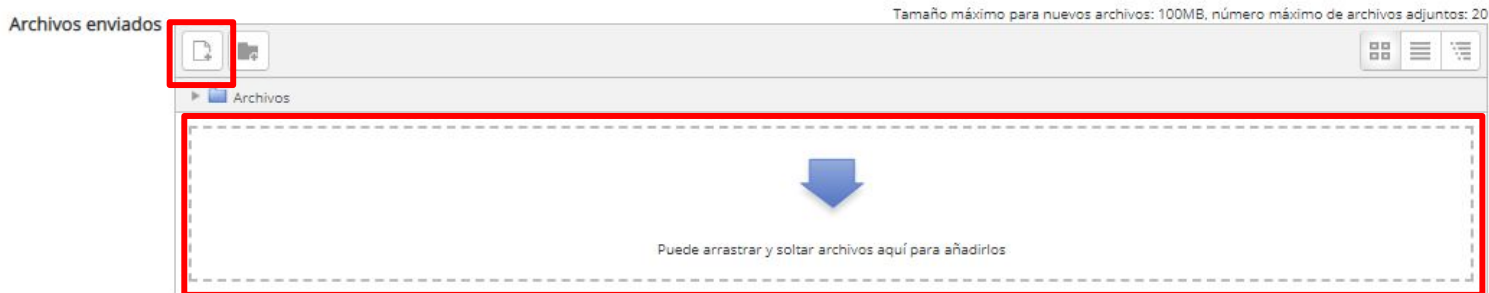 Tamaño máximo para nuevos archivos: 100MB, número máximo de archivos adjuntos: 20
Archivos enviados
Archivos
Puede arrastrar y soltar archivos aquí para añadirlos